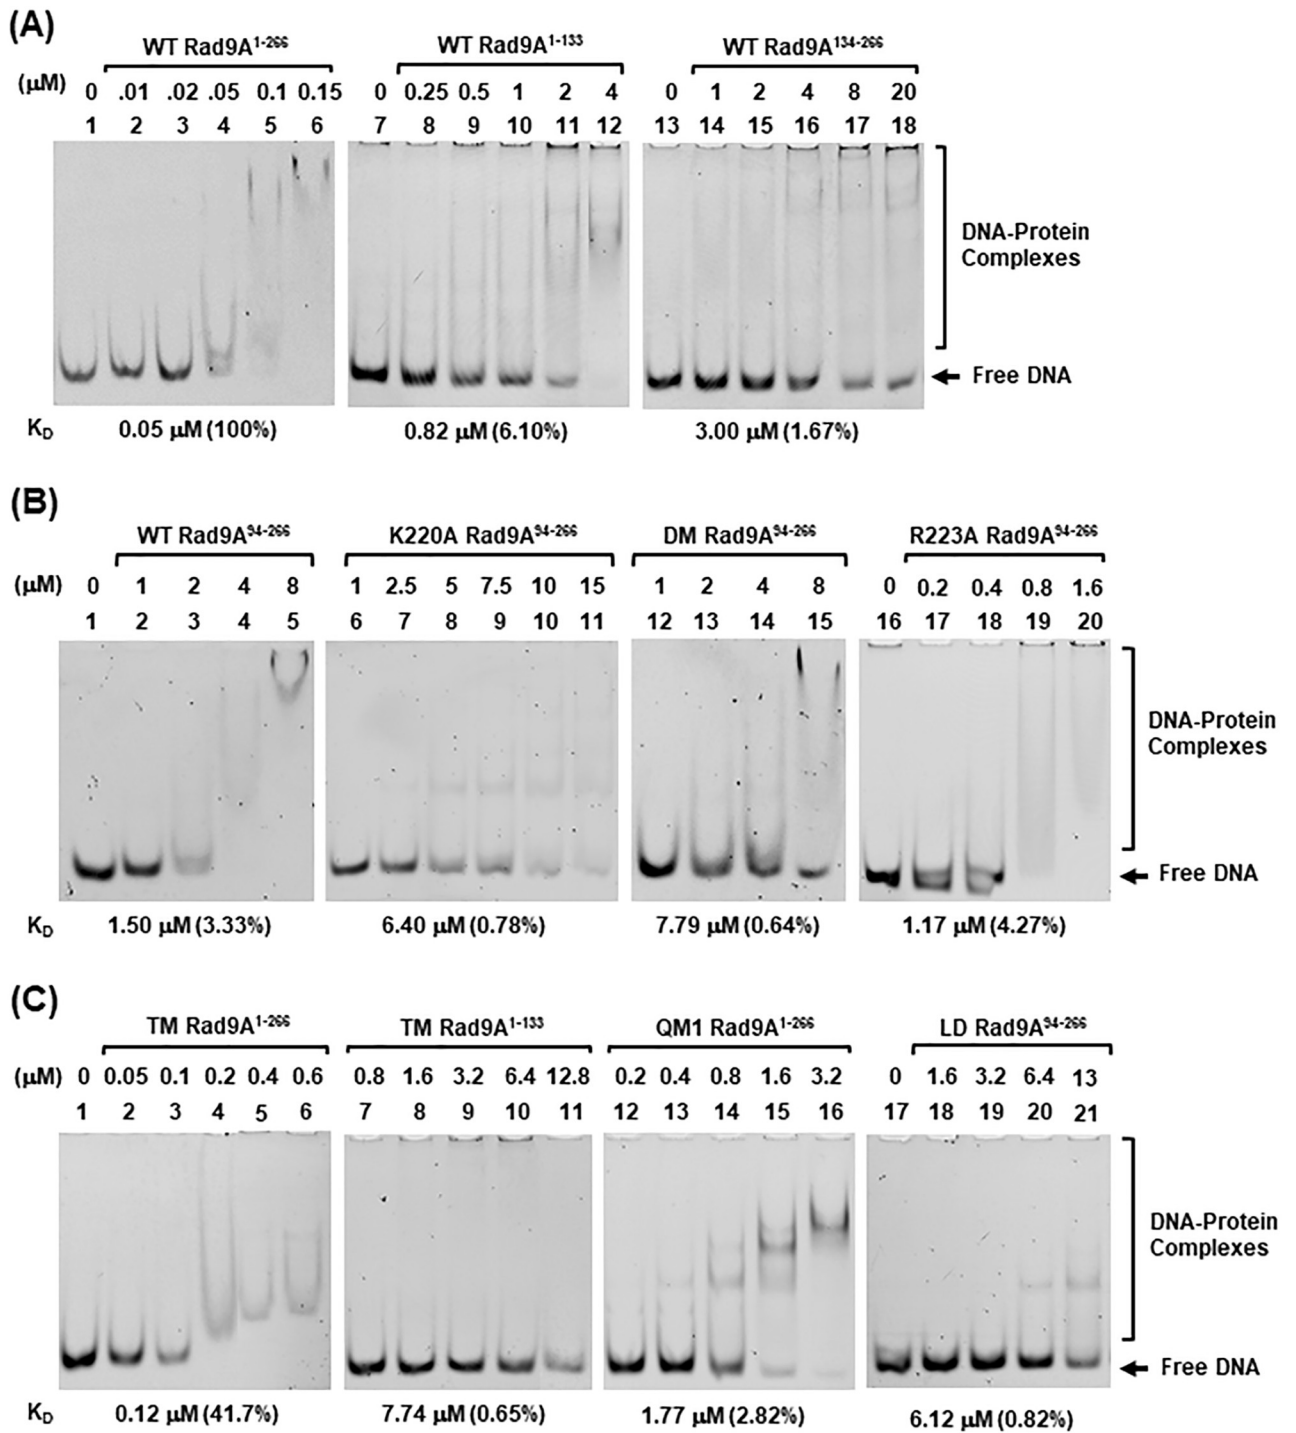 (A)
WT Rad9A1-266 WT Rad9A1-133 WT Rad9A134-266
(µM) 0 .01 .02 .05 0.1 0.15 0 0.25 0.5 1 2 4 0 1 2 4 8 20
1 2 3 4 5 6 7 8 9 10 11 12 13 14 15 16 17 18
DNA-Protein
Complexes
Free DNA
KD 0.05 µM (100%) 0.82 µM (6.10%) 3.00 µM (1.67%)
(B)
WT Rad9A94-266 K220A Rad9A94-266 DM Rad9A94-266 R223A Rad9A94-266
(µM) 0 1 2 4 8 1 2.5 5 7.5 10 15 1 2 4 8 0 0.2 0.4 0.8 1.6
1 2 3 4 5 6 7 8 9 10 11 12 13 14 15 16 17 18 19 20
DNA-Protein
Complexes
Free DNA
KD 1.50 µM (3.33%) 6.40 µM (0.78%) 7.79 µM (0.64%) 1.17 µM (4.27%)
(C)
TM Rad9A1-266 TM Rad9A1-133 QM1 Rad9A1-266 LD Rad9A94-266
(µM) 0 0.05 0.1 0.2 0.4 0.6 0.8 1.6 3.2 6.4 12.8 0.2 0.4 0.8 1.6 3.2 0 1.6 3.2 6.4 13
1 2 3 4 5 6 7 8 9 10 11 12 13 14 15 16 17 18 19 20 21
DNA-Protein
Complexes
Free DNA
KD 0.12 µM (41.7%) 7.74 µM (0.65%) 1.77 µM (2.82%) 6.12 µM (0.82%)